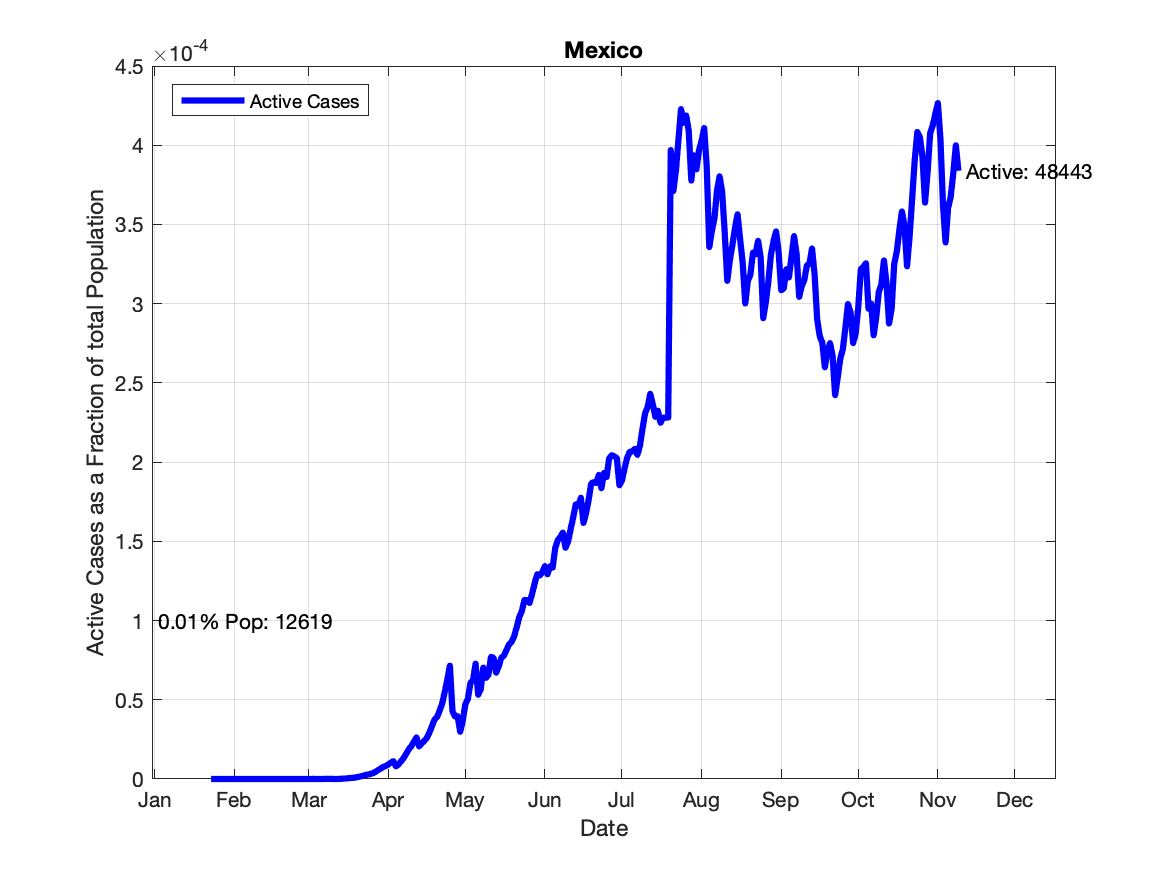 Mexico
×10-4
4.5
4
3.5
3
2.5
2
1.5
1
0.5
0
Active Cases as a Fraction of total Population
Active Cases
Active: 48443
0.01% Pop: 12619
Jan Feb Mar Apr May Jun Jul Aug Sep Oct Nov Dec
Date